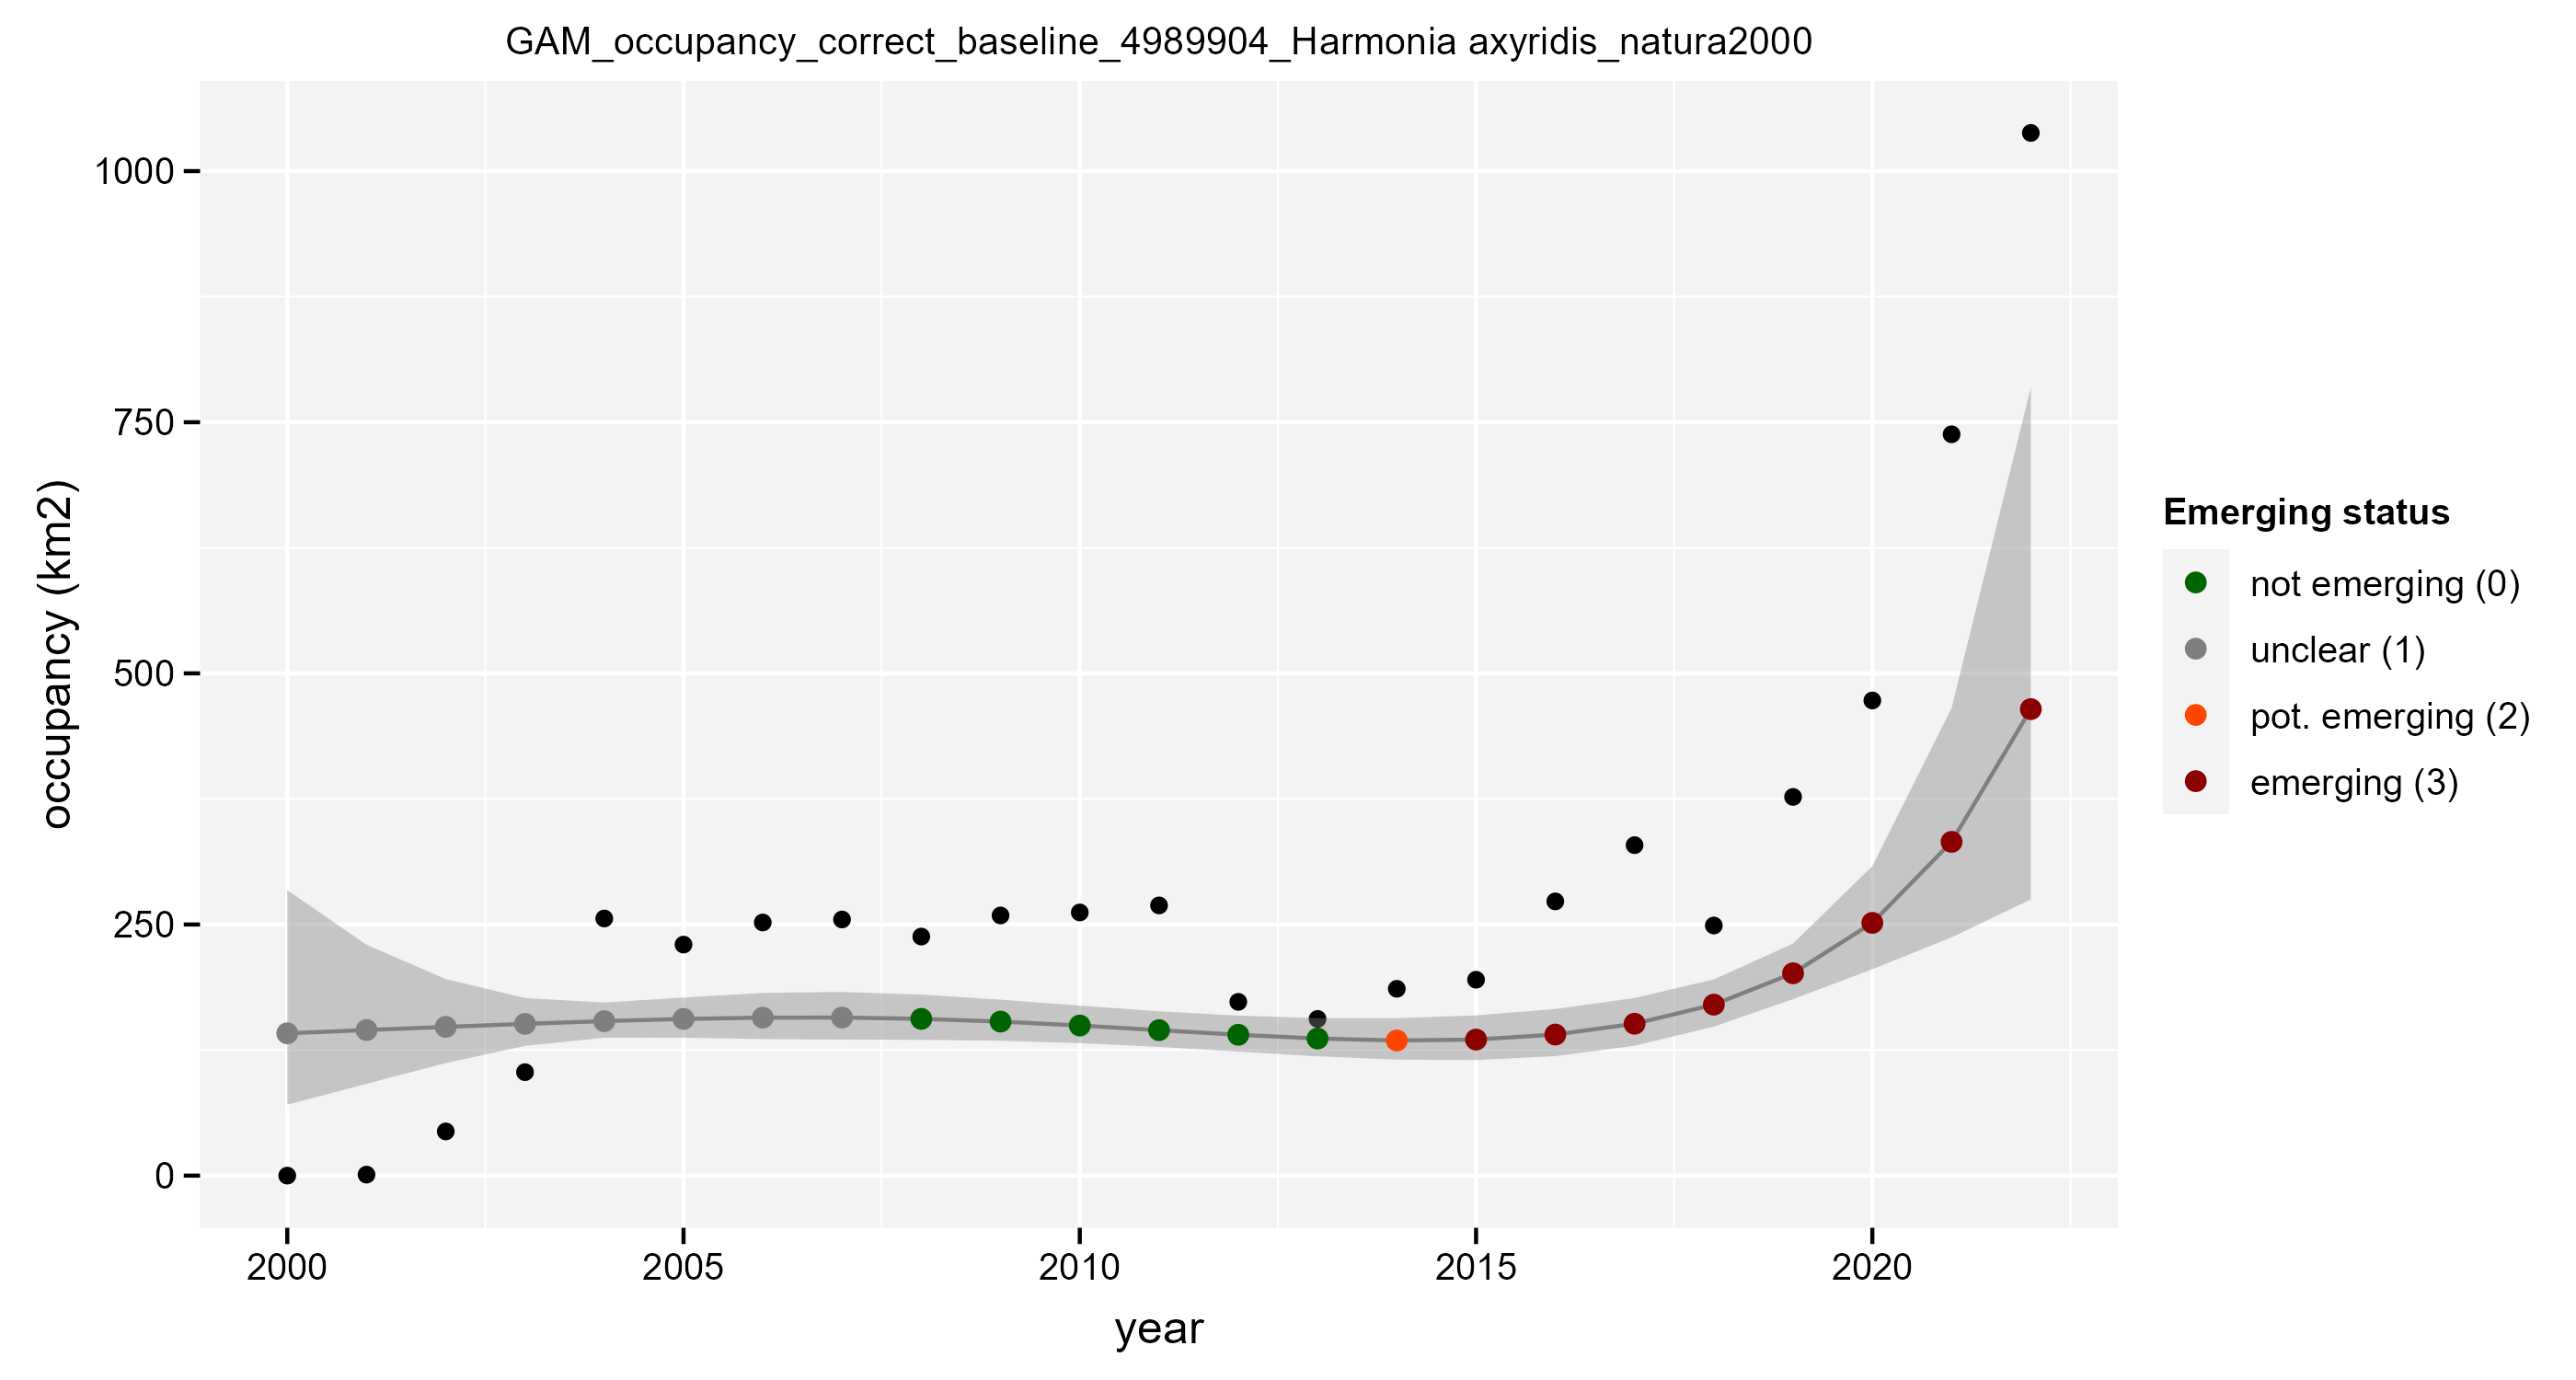 GAM_occupancy_correct_baseline_4989904_Harmonia axyridis_natura2000
occupancy (km2)
1000
750
500
250
0
2000 2005 2010 2015 2020
year
Emerging status
not emerging (0)
unclear (1)
pot. emerging (2)
emerging (3)